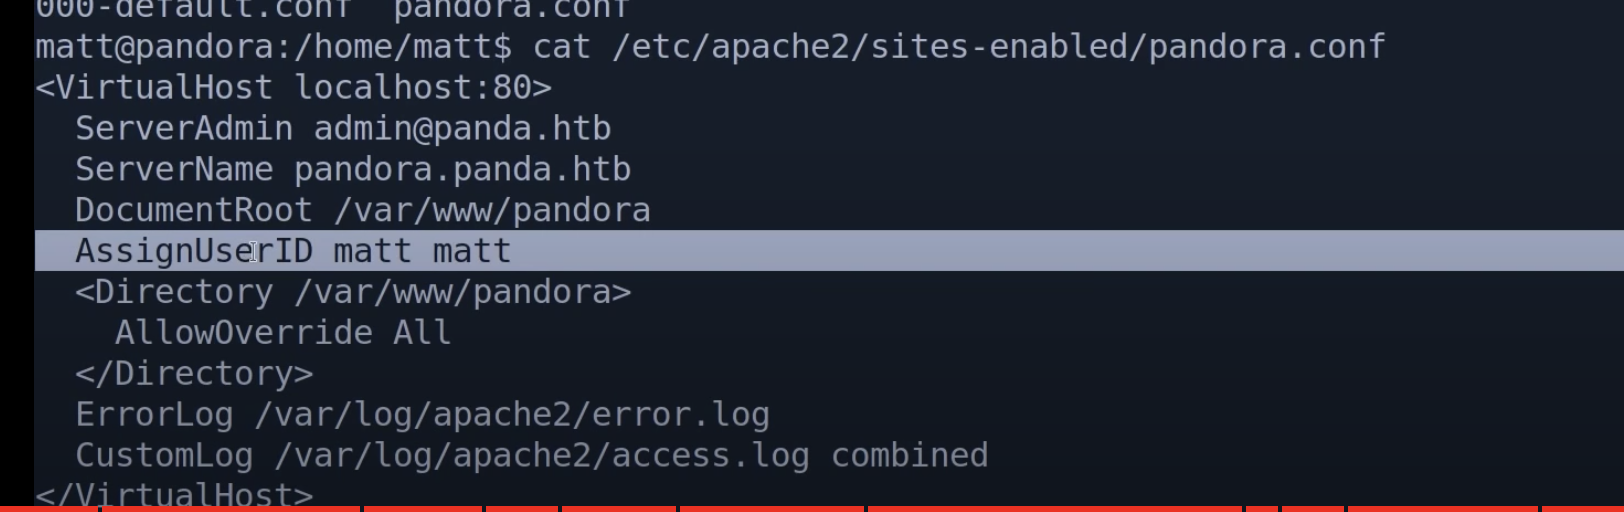 000-default.conf  pandora.conf
matt@pandora:/home/matt$ cat /etc/apache2/sites-enabled/pandora.conf
<VirtualHost localhost:80>
  ServerAdmin admin@panda.htb
  ServerName pandora.panda.htb
  DocumentRoot /var/www/pandora
  AssignUserID matt matt
  <Directory /var/www/pandora>
    AllowOverride All
  </Directory>
  ErrorLog /var/log/apache2/error.log
  CustomLog /var/log/apache2/access.log combined
</VirtualHost>